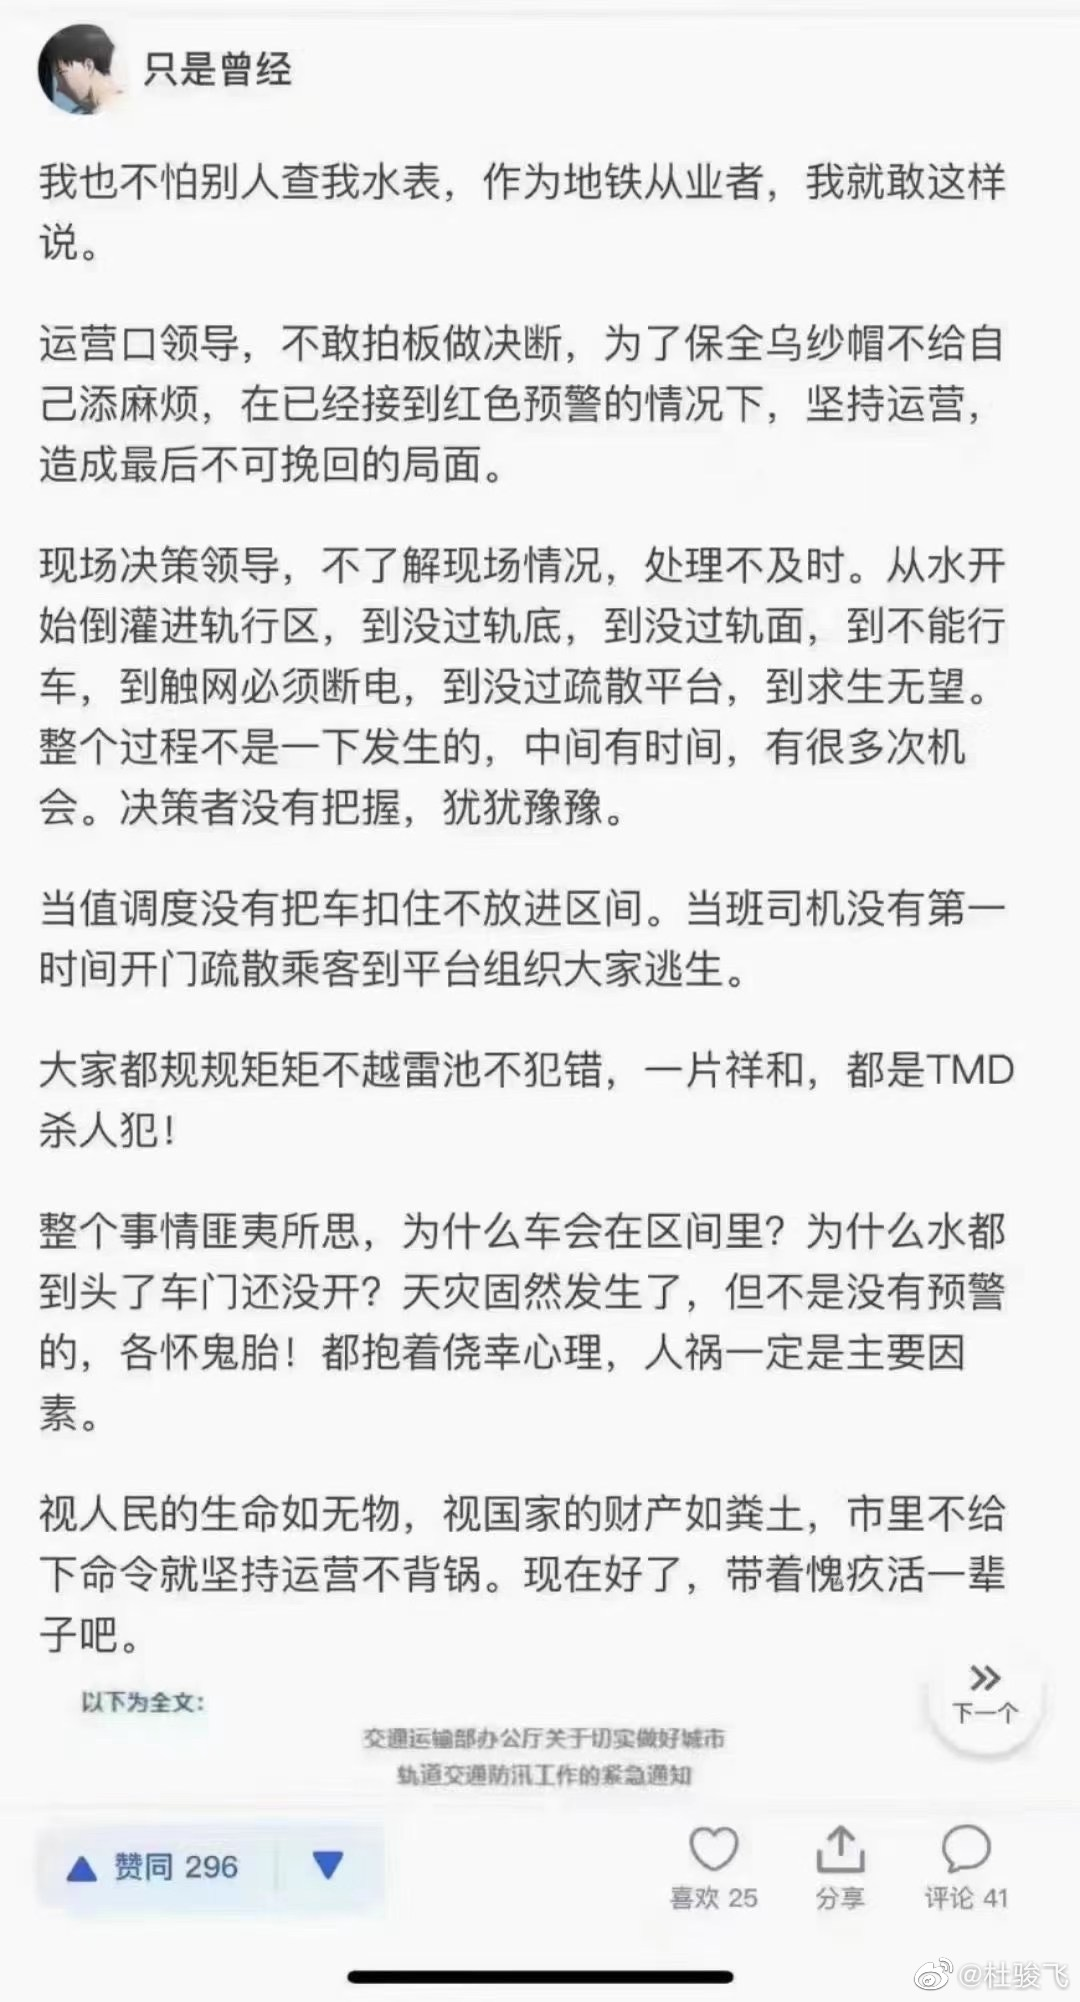 只是曾经
我也不怕别人查我水表，作为地铁从业者，我就敢这样
说。
运营口领导，不敢拍板做决断，为了保全乌纱帽不给自
己添麻烦，在已经接到红色预警的情况下，坚持运营，
造成最后不可挽回的局面。
现场决策领导，不了解现场情况，处理不及时。从水开
始倒灌进轨行区，到没过轨底，到没过轨面，到不能行
车，到触网必须断电，到没过疏散平台，到求生无望。
整个过程不是一下发生的，中间有时间，有很多次机
会。决策者没有把握，犹犹豫豫。
当值调度没有把车扣住不放进区间。当班司机没有第一
时间开门疏散乘客到平台组织大家逃生。
大家都规规矩矩不越雷池不犯错，一片祥和，都是TMD
杀人犯！
整个事情匪夷所思，为什么车会在区间里？为什么水都
到头了车门还没开？天灾固然发生了，但不是没有预警
的，各怀鬼胎！都抱着侥幸心理，人祸一定是主要因
素。
视人民的生命如无物，视国家的财产如粪土，市里不给
下命令就坚持运营不背锅。现在好了，带着愧疚活一辈
子吧。
以下为全文：
交通运输部办公厅关于切实做好城市
轨道交通防汛工作的紧急通知
下一个
赞同 296
喜欢 25
分享
评论 41
@杜骏飞